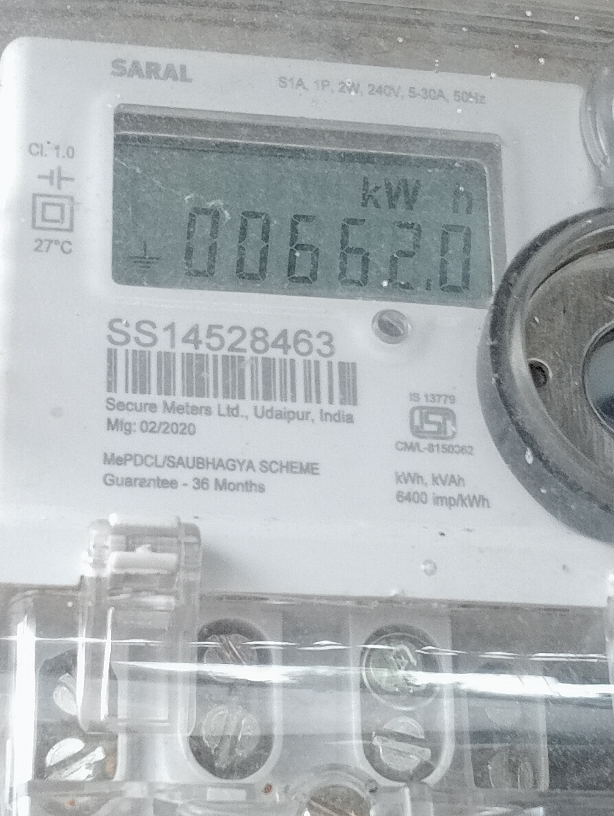 SARAL
S1A, 1P, 2W, 240V, 5-30A, 50Hz
Cl. 1.0
27°C
kW h
00662.0
SS14528463
Secure Meters Ltd., Udaipur, India
Mfg: 02/2020
MePDCL/SAUBHAGYA SCHEME
Guarantee - 36 Months
IS 13779
ISI
CM/L-8150362
kWh, kVAh
6400 imp/kWh